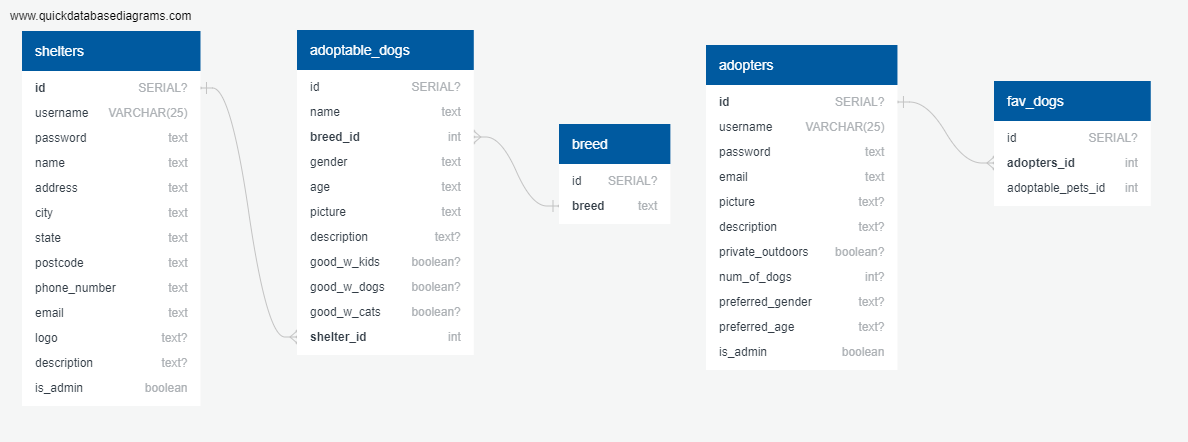 www.quickdatabasediagrams.com
shelters
id SERIAL?
username VARCHAR(25)
password text
name text
address text
city text
state text
postcode text
phone_number text
email text
logo text?
description text?
is_admin boolean
adoptable_dogs
id SERIAL?
name text
breed_id int
gender text
age text
picture text
description text?
good_w_kids boolean?
good_w_dogs boolean?
good_w_cats boolean?
shelter_id int
breed
id SERIAL?
breed text
adopters
id SERIAL?
username VARCHAR(25)
password text
email text
picture text?
description text?
private_outdoors boolean?
num_of_dogs int?
preferred_gender text?
preferred_age text?
is_admin boolean
fav_dogs
id SERIAL?
adopters_id int
adoptable_pets_id int